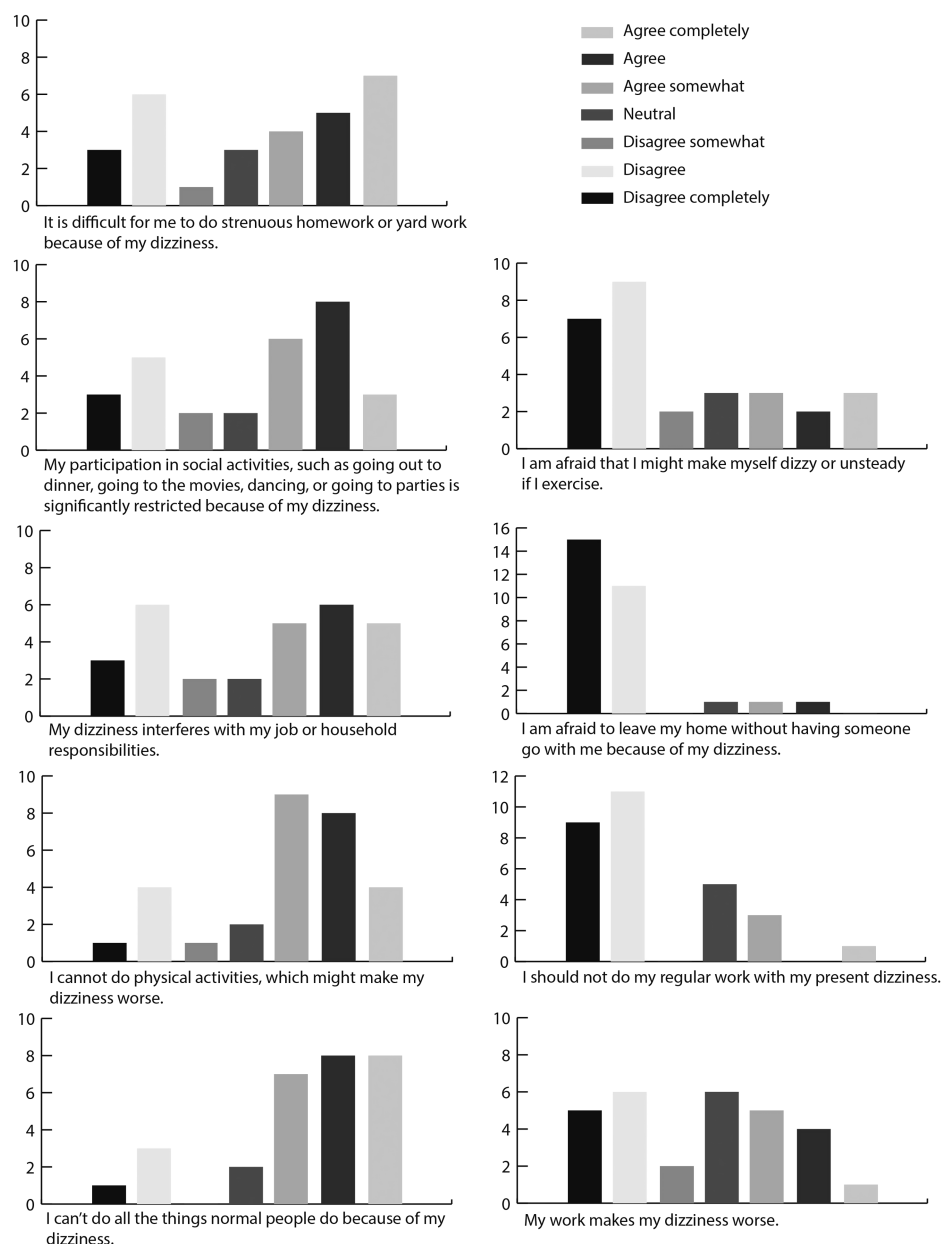 10
8
6
4
2
0
It is difficult for me to do strenuous homework or yard work
because of my dizziness.
Agree completely
Agree
Agree somewhat
Neutral
Disagree somewhat
Disagree
Disagree completely
10
8
6
4
2
0
My participation in social activities, such as going out to
dinner, going to the movies, dancing, or going to parties is
significantly restricted because of my dizziness.
10
8
6
4
2
0
I am afraid that I might make myself dizzy or unsteady
if I exercise.
10
8
6
4
2
0
My dizziness interferes with my job or household
responsibilities.
16
14
12
10
8
6
4
2
0
I am afraid to leave my home without having someone
go with me because of my dizziness.
10
8
6
4
2
0
I cannot do physical activities, which might make my
dizziness worse.
12
10
8
6
4
2
0
I should not do my regular work with my present dizziness.
10
8
6
4
2
0
I can't do all the things normal people do because of my
dizziness.
10
8
6
4
2
0
My work makes my dizziness worse.